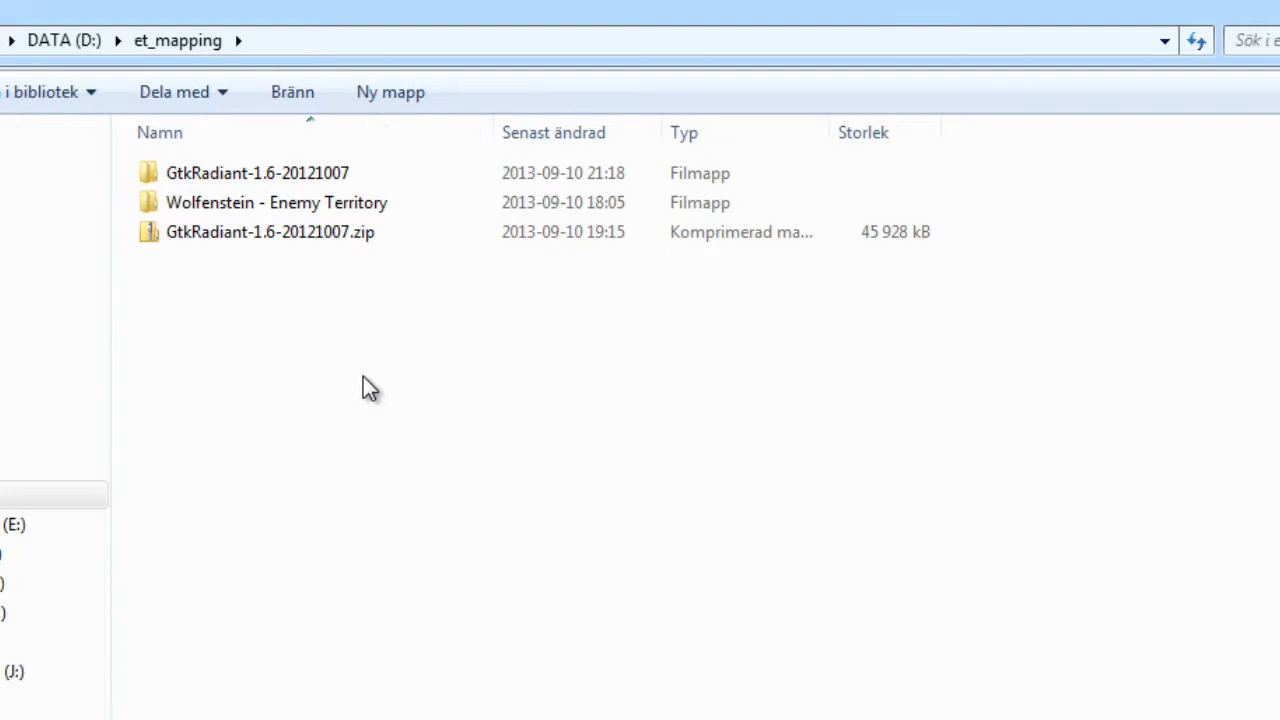 DATA (D:) et_mapping Sök i e
i bibliotek Dela med Bränn Ny mapp
Namn Senast ändrad Typ Storlek
GtkRadiant-1.6-20121007 2013-09-10 21:18 Filmapp
Wolfenstein - Enemy Territory 2013-09-10 18:05 Filmapp
GtkRadiant-1.6-20121007.zip 2013-09-10 19:15 Komprimerad ma... 45 928 kB
(E:)
)
)
)
(J:)